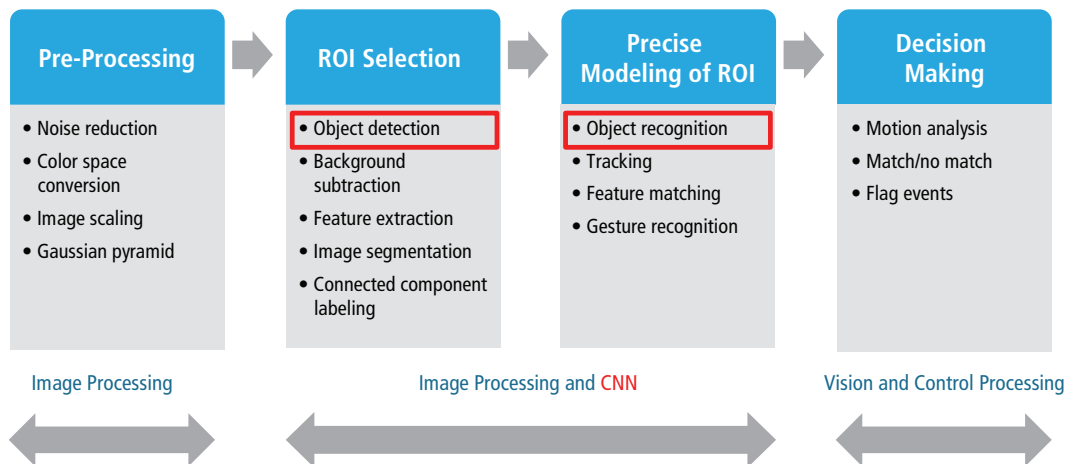 Pre-Processing
• Noise reduction
• Color space
conversion
• Image scaling
• Gaussian pyramid
ROI Selection
• Object detection
• Background
subtraction
• Feature extraction
• Image segmentation
• Connected component
labeling
Precise
Modeling of ROI
• Object recognition
• Tracking
• Feature matching
• Gesture recognition
Decision
Making
• Motion analysis
• Match/no match
• Flag events
Image Processing
Image Processing and CNN
Vision and Control Processing